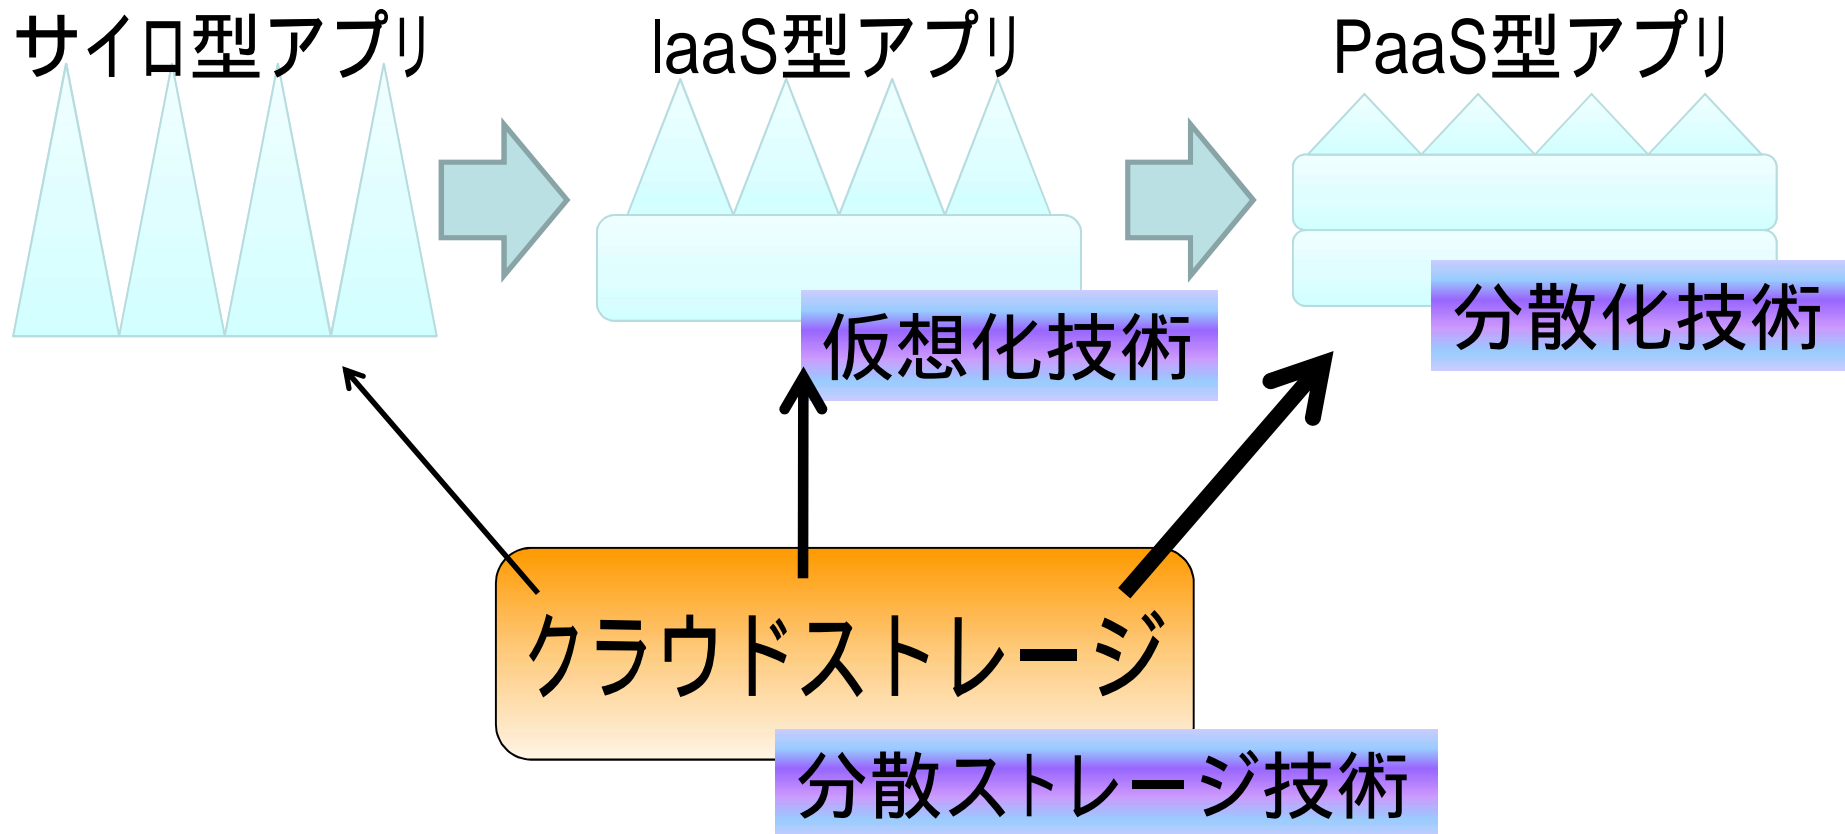 サイロ型アプリ
IaaS型アプリ
PaaS型アプリ
仮想化技術
分散化技術
クラウドストレージ
分散ストレージ技術